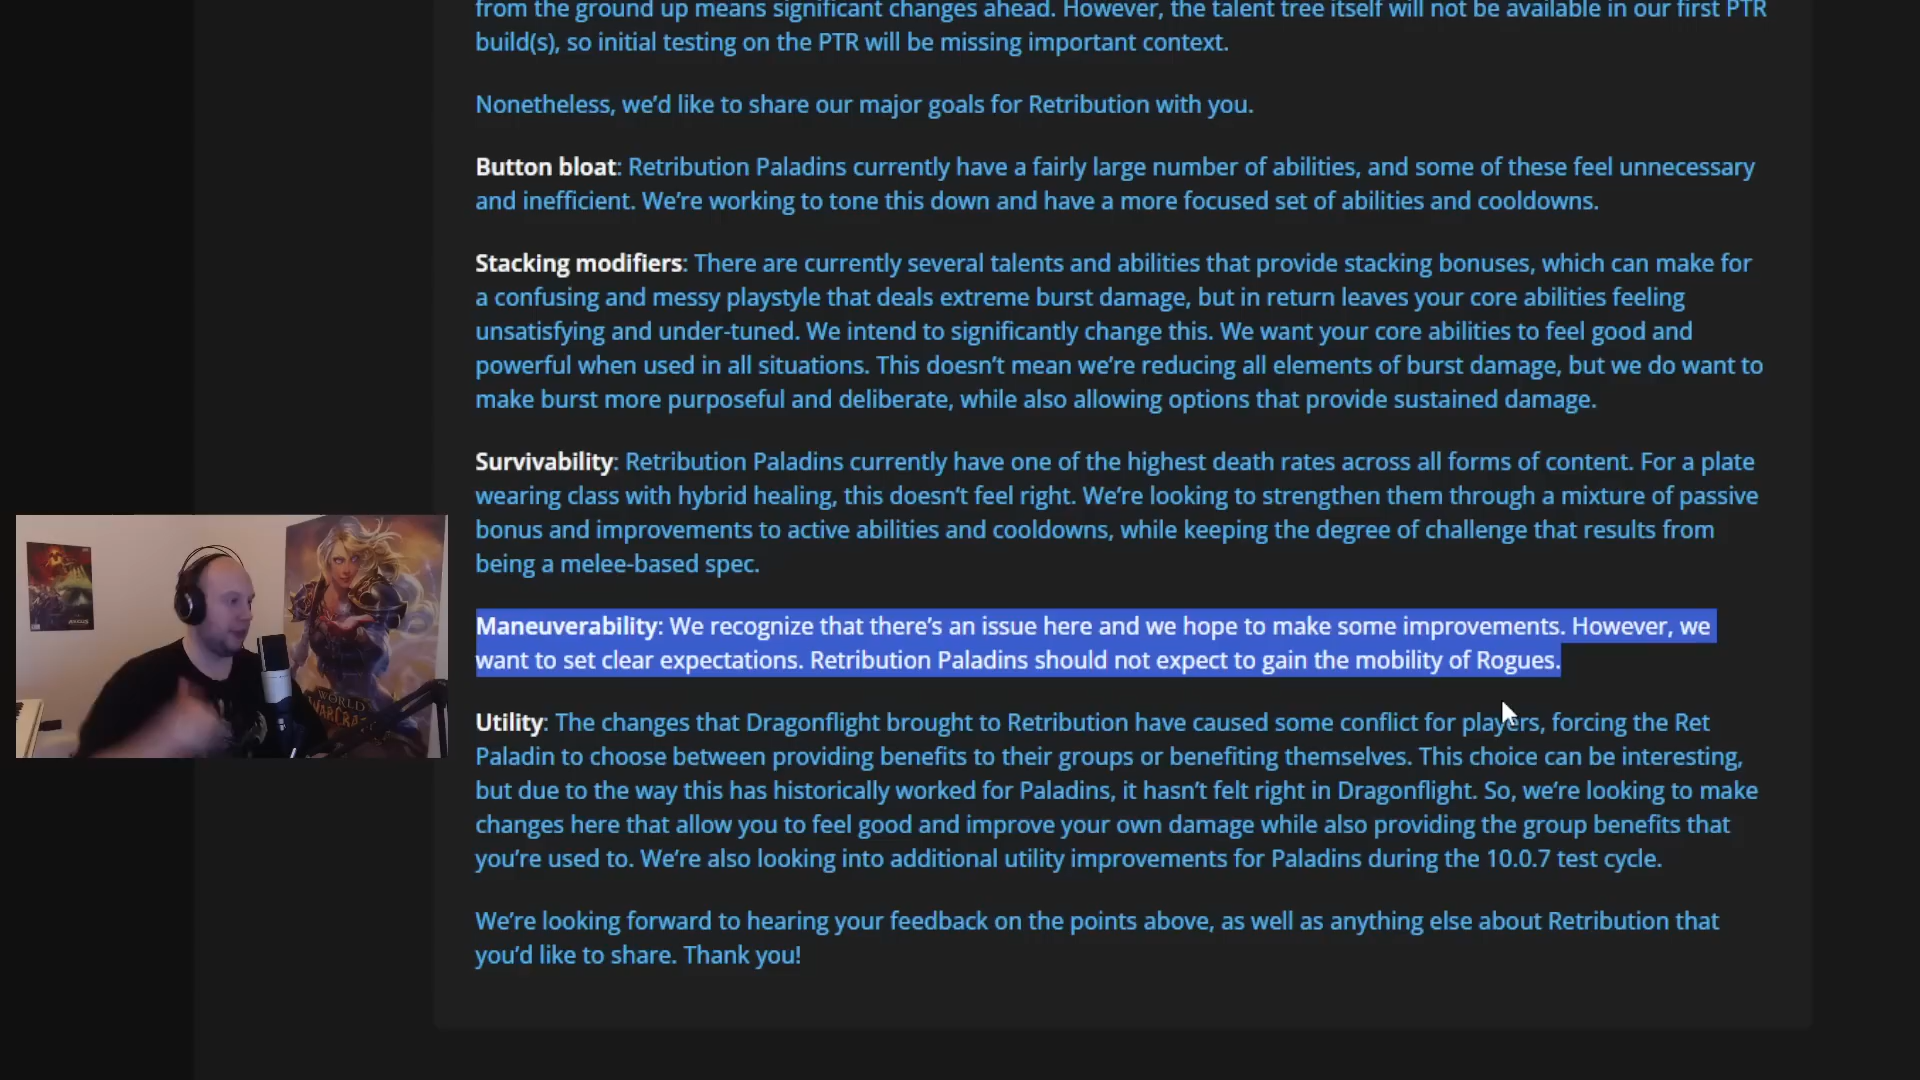 from the ground up means significant changes ahead. However, the talent tree itself will not be available in our first PTR
build(s), so initial testing on the PTR will be missing important context.
Nonetheless, we’d like to share our major goals for Retribution with you.
Button bloat: Retribution Paladins currently have a fairly large number of abilities, and some of these feel unnecessary
and inefficient. We’re working to tone this down and have a more focused set of abilities and cooldowns.
Stacking modifiers: There are currently several talents and abilities that provide stacking bonuses, which can make for
a confusing and messy playstyle that deals extreme burst damage, but in return leaves your core abilities feeling
unsatisfying and under-tuned. We intend to significantly change this. We want your core abilities to feel good and
powerful when used in all situations. This doesn’t mean we’re reducing all elements of burst damage, but we do want to
make burst more purposeful and deliberate, while also allowing options that provide sustained damage.
Survivability: Retribution Paladins currently have one of the highest death rates across all forms of content. For a plate
wearing class with hybrid healing, this doesn’t feel right. We’re looking to strengthen them through a mixture of passive
bonus and improvements to active abilities and cooldowns, while keeping the degree of challenge that results from
being a melee-based spec.
Maneuverability: We recognize that there’s an issue here and we hope to make some improvements. However, we
want to set clear expectations. Retribution Paladins should not expect to gain the mobility of Rogues.
Utility: The changes that Dragonflight brought to Retribution have caused some conflict for players, forcing the Ret
Paladin to choose between providing benefits to their groups or benefiting themselves. This choice can be interesting,
but due to the way this has historically worked for Paladins, it hasn’t felt right in Dragonflight. So, we’re looking to make
changes here that allow you to feel good and improve your own damage while also providing the group benefits that
you’re used to. We’re also looking into additional utility improvements for Paladins during the 10.0.7 test cycle.
We’re looking forward to hearing your feedback on the points above, as well as anything else about Retribution that
you’d like to share. Thank you!
WORLD
WARCRA